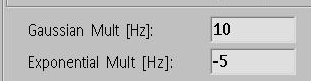 Gaussian Mult [Hz]: 10
Exponential Mult [Hz]: -5